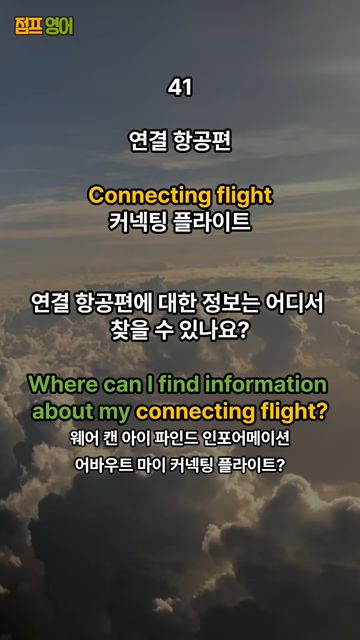 점프 영어
41
연결 항공편
Connecting flight
커넥팅 플라이트
연결 항공편에 대한 정보는 어디서
찾을 수 있나요?
Where can I find information
about my connecting flight?
웨어 캔 아이 파인드 인포어메이션
어바우트 마이 커넥팅 플라이트?